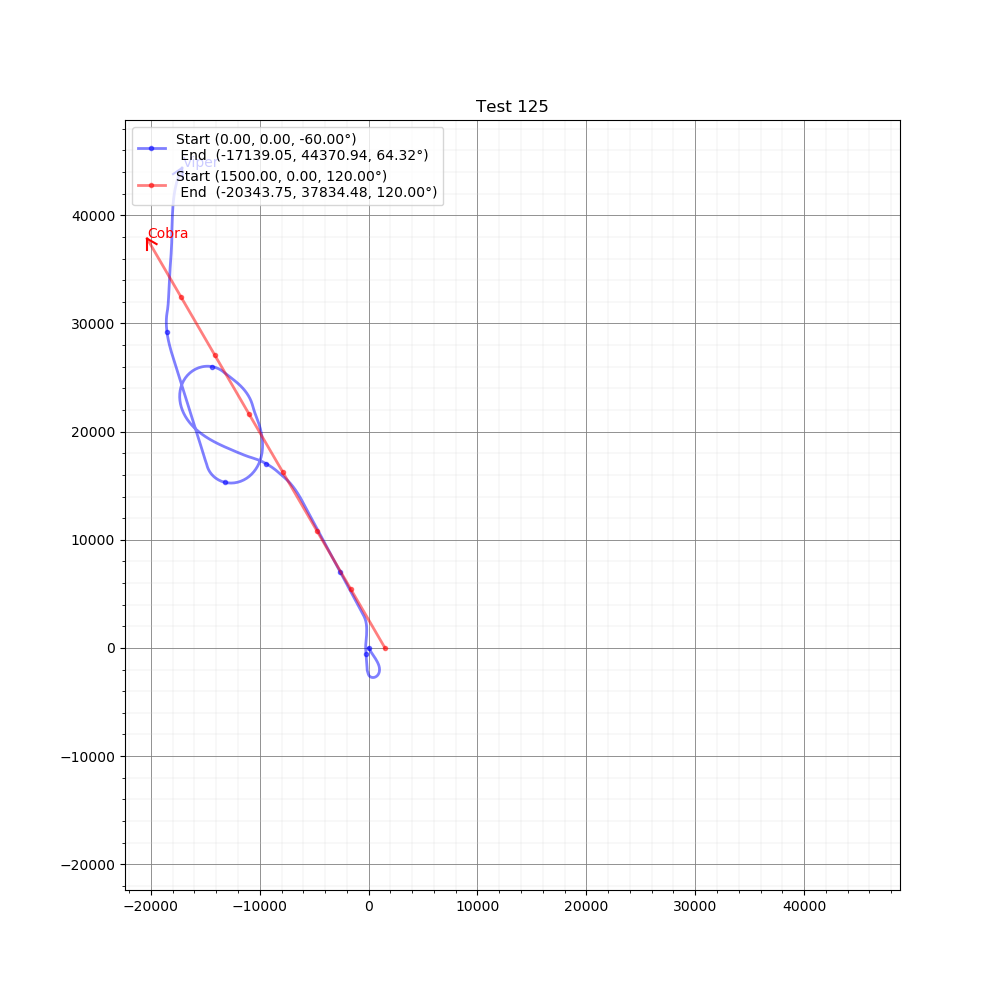 Test 125
Start (0.00, 0.00, -60.00°)
End (-17139.05, 44370.94, 64.32°)
Viper
Start (1500.00, 0.00, 120.00°)
End (-20343.75, 37834.48, 120.00°)
Cobra
40000
30000
20000
10000
0
−10000
−20000
−20000 −10000 0 10000 20000 30000 40000